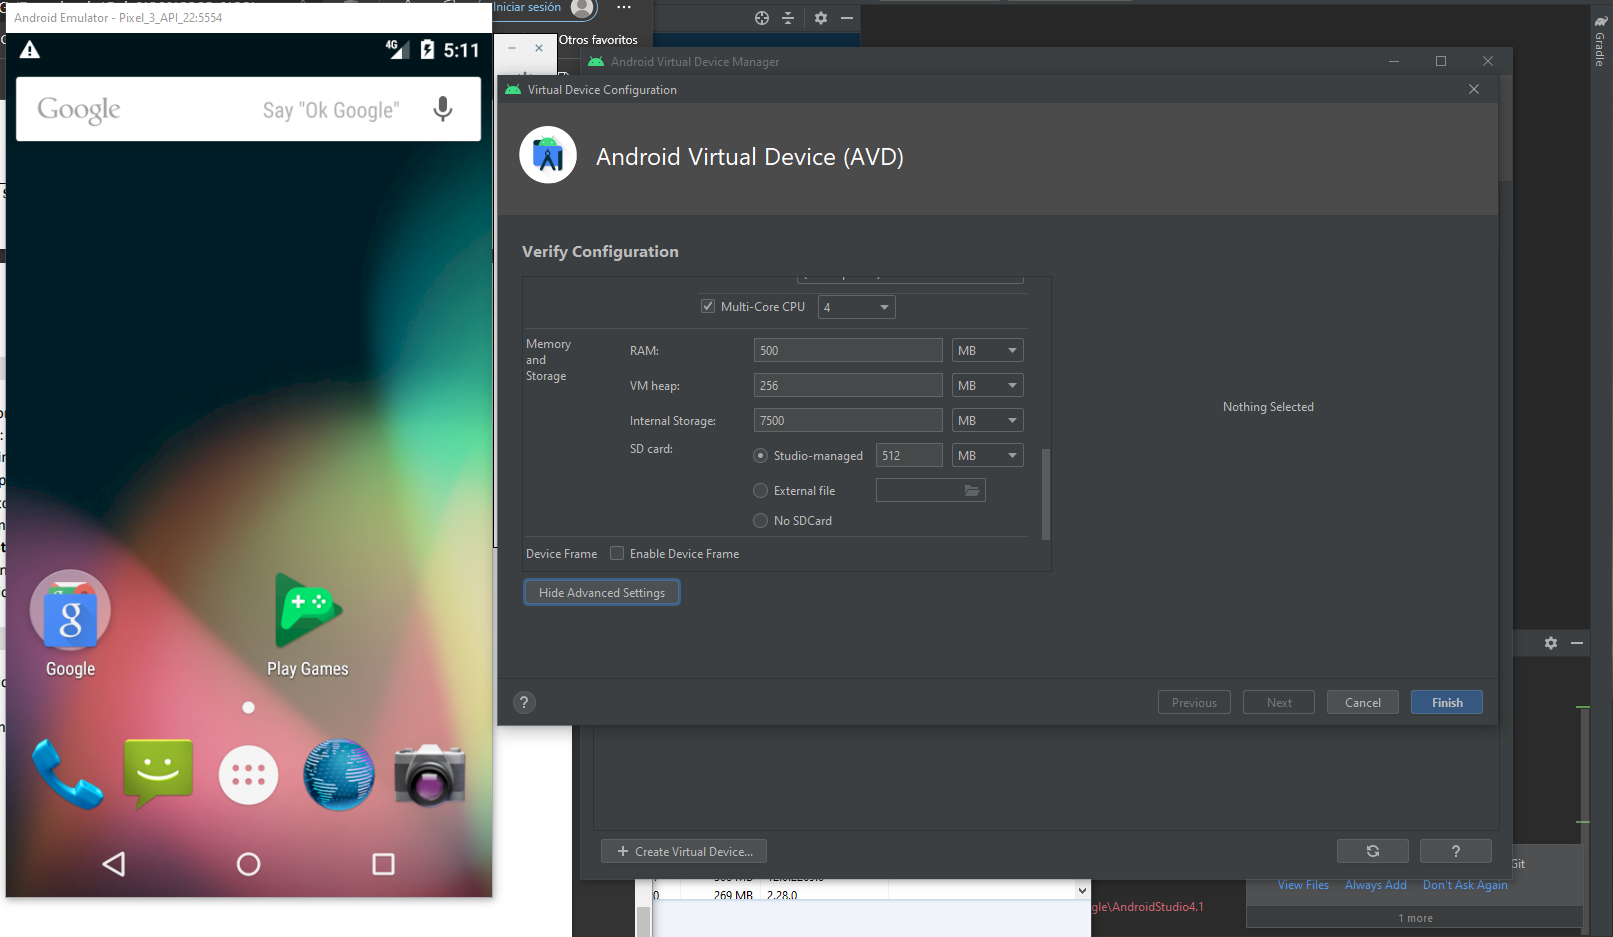 Android Emulator - Pixel_3_API_22:5554
4G
5:11
Google
Say "Ok Google"
Google
Play Games
Iniciar sesión
Otros favoritos
Android Virtual Device Manager
Virtual Device Configuration
Android Virtual Device (AVD)
Verify Configuration
Multi-Core CPU
4
Memory
and
Storage
RAM:
500
MB
VM heap:
256
MB
Internal Storage:
7500
MB
SD card:
Studio-managed
512
MB
External file
No SDCard
Device Frame
Enable Device Frame
Hide Advanced Settings
Nothing Selected
?
Previous
Next
Cancel
Finish
+ Create Virtual Device...
?
269 MB
2.28.0
gle\AndroidStudio4.1
Git
View Files
Always Add
Don't Ask Again
1 more
Gradle